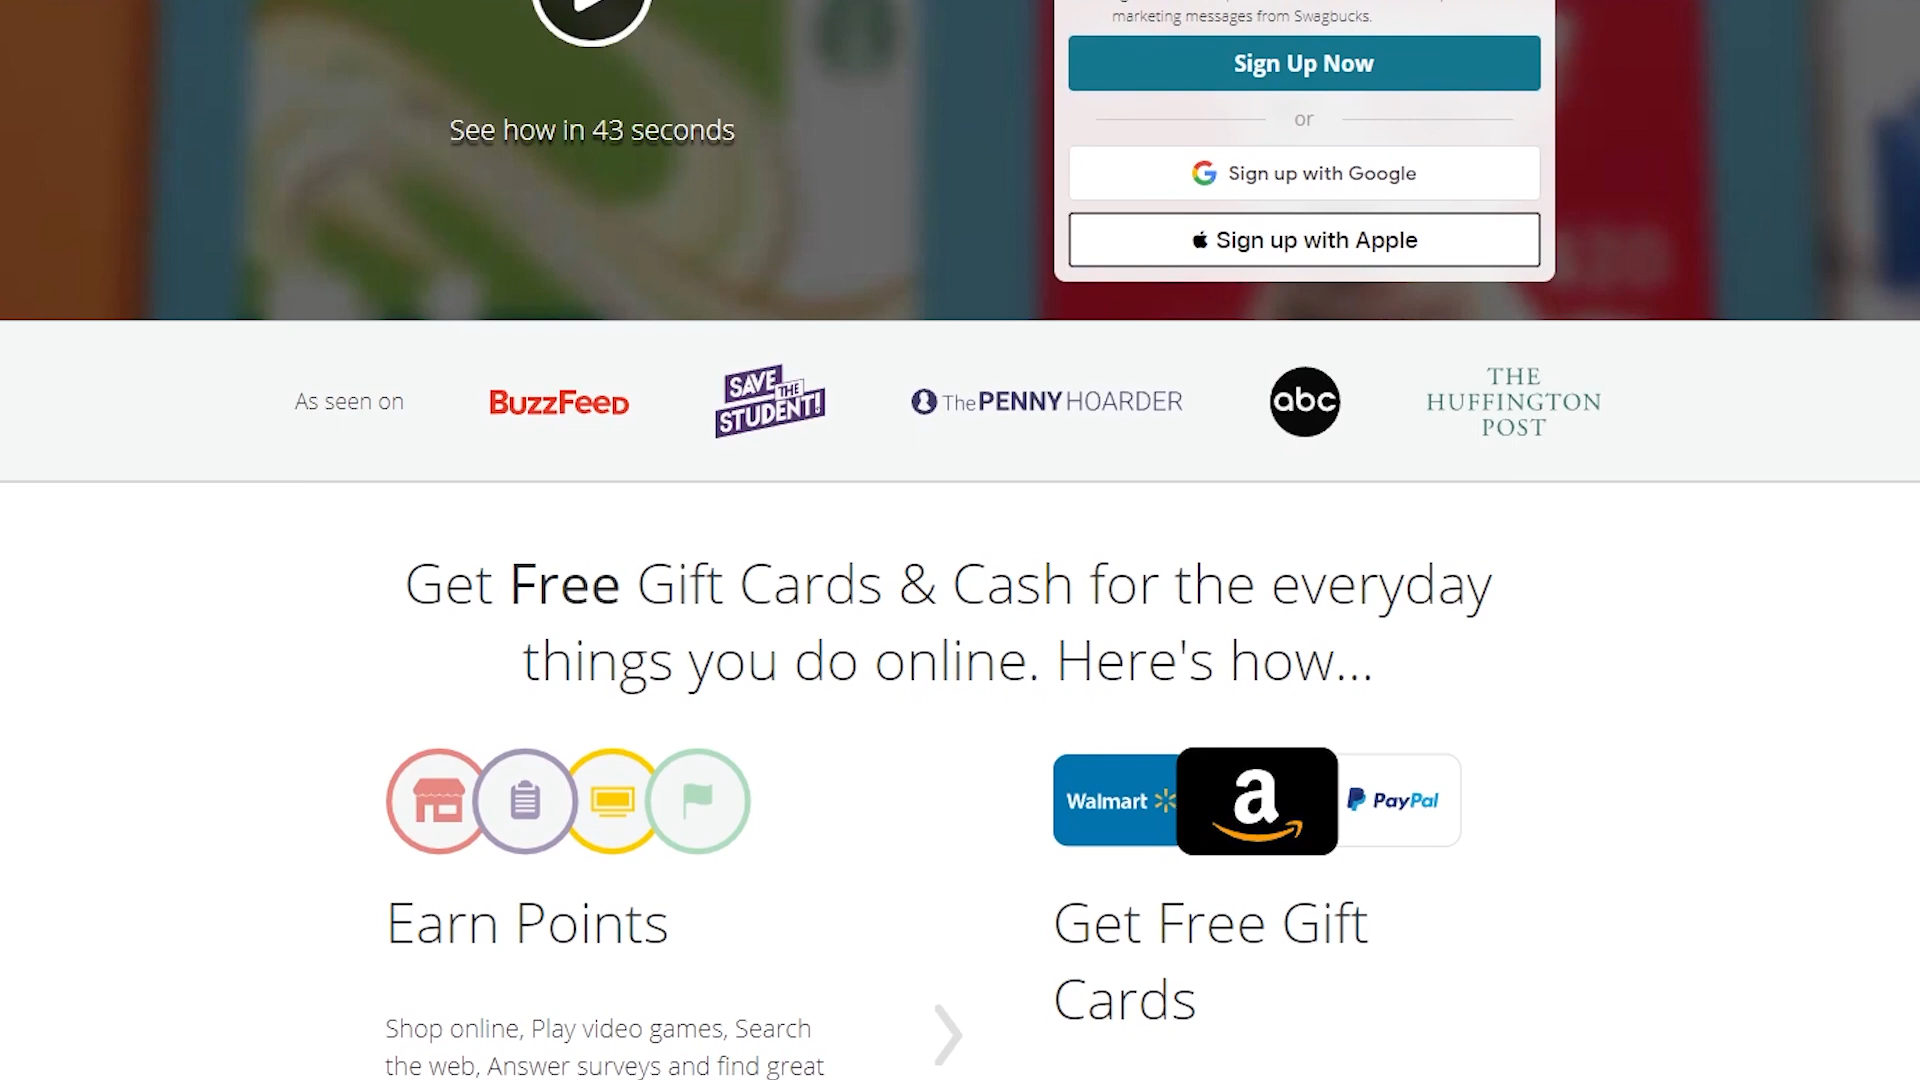 marketing messages from Swagbucks.
Sign Up Now
See how in 43 seconds
or
Sign up with Google
Sign up with Apple
As seen on
BuzzFeed
SAVE THE STUDENT!
The PENNY HOARDER
abc
THE HUFFINGTON POST
Get Free Gift Cards & Cash for the everyday
things you do online. Here's how...
Walmart
a
PayPal
Earn Points
Get Free Gift
Cards
Shop online, Play video games, Search
the web, Answer surveys and find great